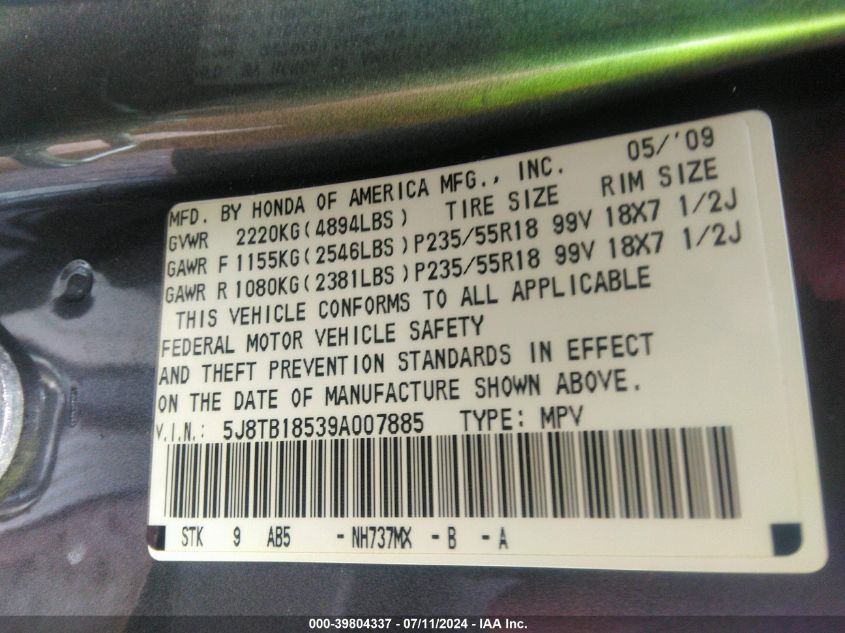 MFD. BY HONDA OF AMERICA MFG., INC. 05/'09
GVWR 2220KG(4894LBS) TIRE SIZE RIM SIZE
GAWR F 1155KG(2546LBS) P235/55R18 99V 18X7 1/2J
GAWR R 1080KG(2381LBS) P235/55R18 99V 18X7 1/2J
THIS VEHICLE CONFORMS TO ALL APPLICABLE
FEDERAL MOTOR VEHICLE SAFETY
AND THEFT PREVENTION STANDARDS IN EFFECT
ON THE DATE OF MANUFACTURE SHOWN ABOVE.
V.I.N.: 5J8TB18539A007885 TYPE: MPV
STK 9 AB5 -NH737MX -B -A
000-39804337 - 07/11/2024 - IAA Inc.